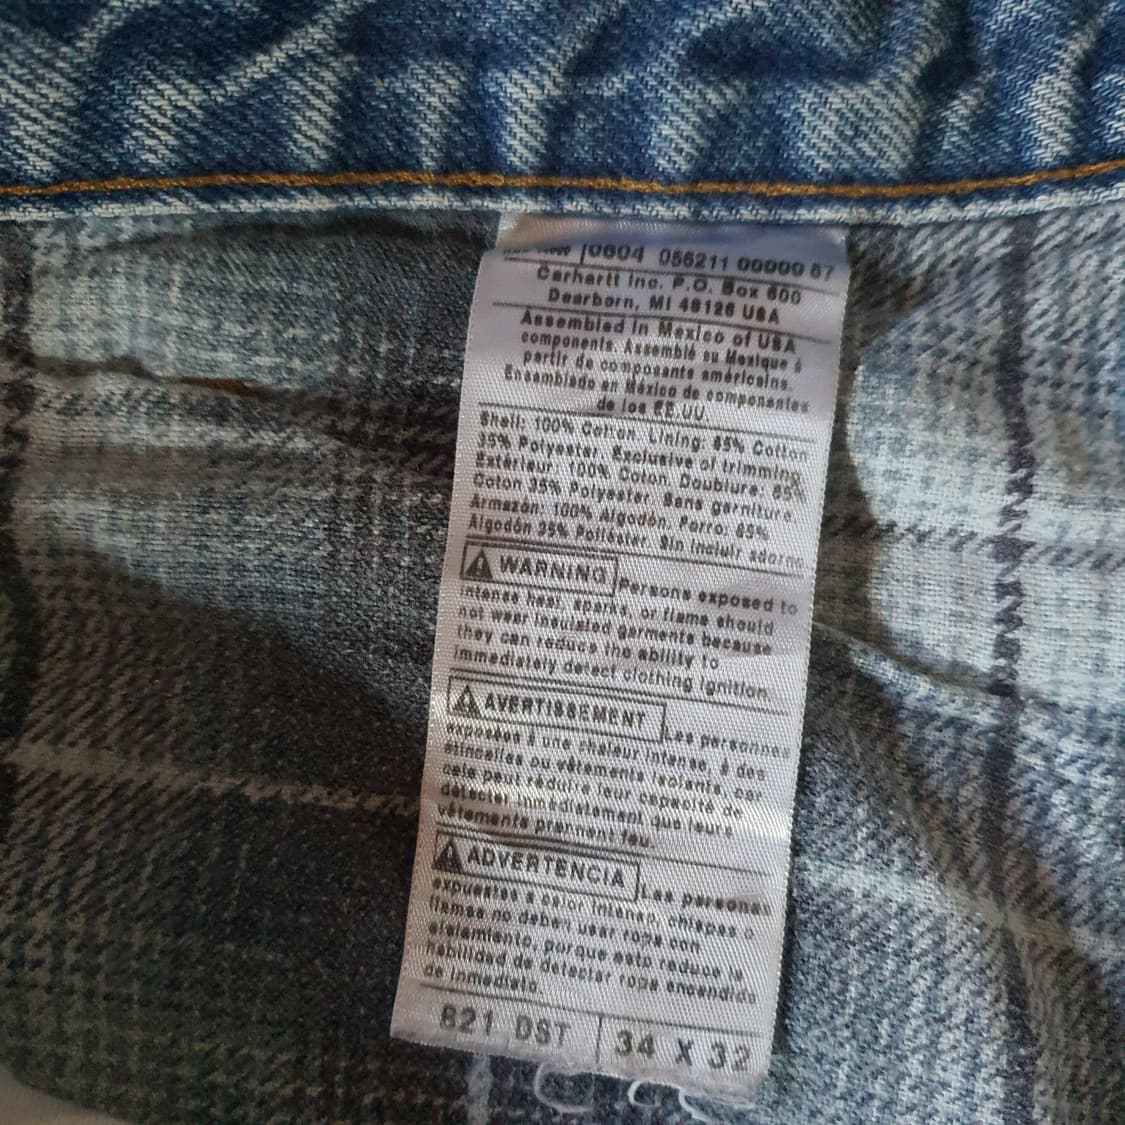 0604 056211 00000 67
Carhartt Inc. P.O. Box 600
Dearborn, MI 48126 USA
Assembled in Mexico of USA
components. Assemblé au Mexique à
partir de composants américains.
Ensamblado en México de componentes
de los EE.UU.
Shell: 100% Cotton. Lining: 65% Cotton
35% Polyester. Exclusive of trimming
Extérieur: 100% Coton. Doublure: 65%
Coton 35% Polyester. Sans garniture.
Armazón: 100% Algodón. Forro: 65%
Algodón 35% Poliéster. Sin incluir adorno
WARNING Persons exposed to
intense heat, sparks, or flame should
not wear insulated garments because
they can reduce the ability to
immediately detect clothing ignition.
AVERTISSEMENT Les personnes
exposées à une chaleur intense, à des
étincelles ou vêtements isolants, car
cela peut réduire leur capacité de
détecter immédiatement que leurs
vêtements prennent feu.
ADVERTENCIA Las personas
expuestas a calor intenso, chispas o
llamas no deben usar ropa con
aislamiento, porque esto reduce la
habilidad de detectar ropa encendida
de inmediato.
B21 DST 34 X 32